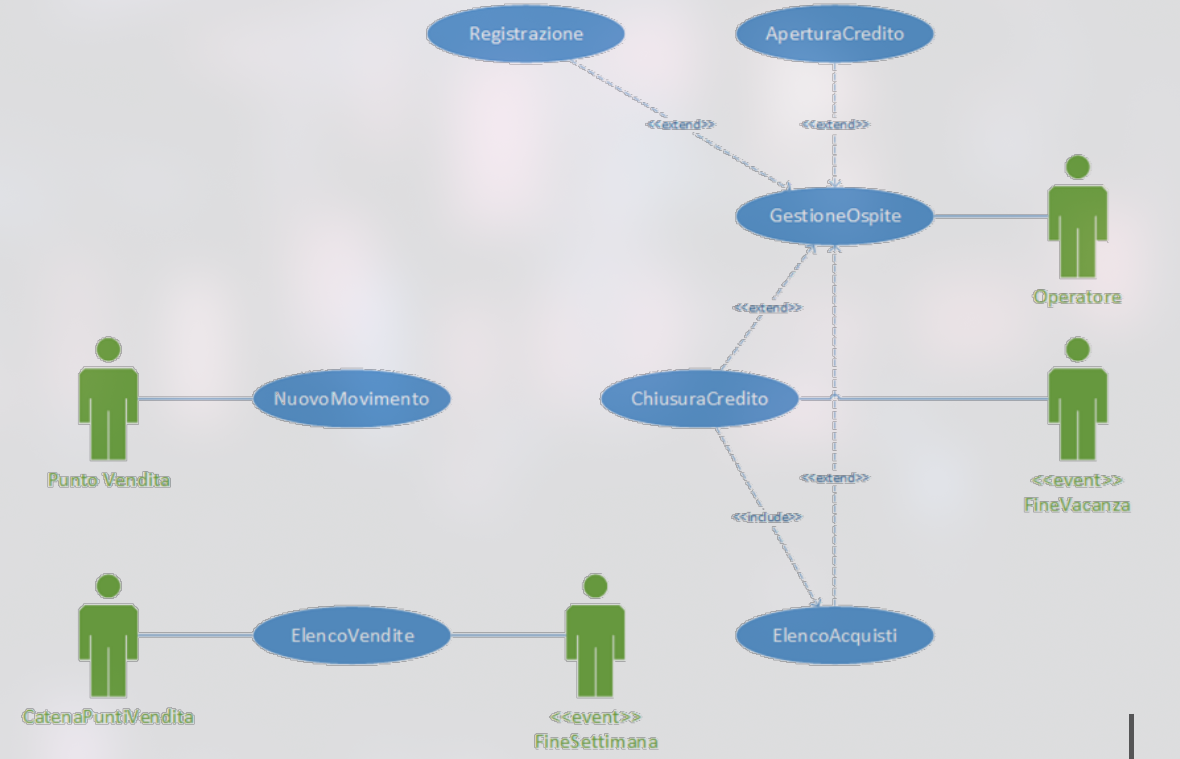 Registrazione
AperturaCredito
<<extend>>
<<extend>>
GestioneOspite
Operatore
<<extend>>
NuovoMovimento
ChiusuraCredito
Punto Vendita
<<extend>>
<<event>>
FineVacanza
<<include>>
ElencoVendite
ElencoAcquisti
CatenaPuntiVendita
<<event>>
FineSettimana